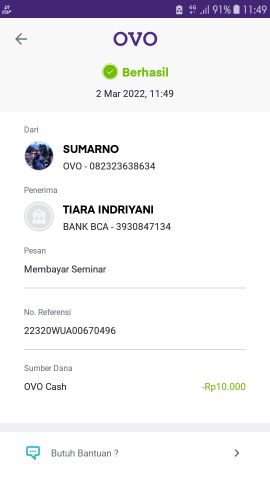 4G 91% 11:49
OVO
Berhasil
2 Mar 2022, 11:49
Dari
SUMARNO
OVO - 082323638634
Penerima
TIARA INDRIYANI
BANK BCA - 3930847134
Pesan
Membayar Seminar
No. Referensi
22320WUA00670496
Sumber Dana
OVO Cash -Rp10.000
Butuh Bantuan ?